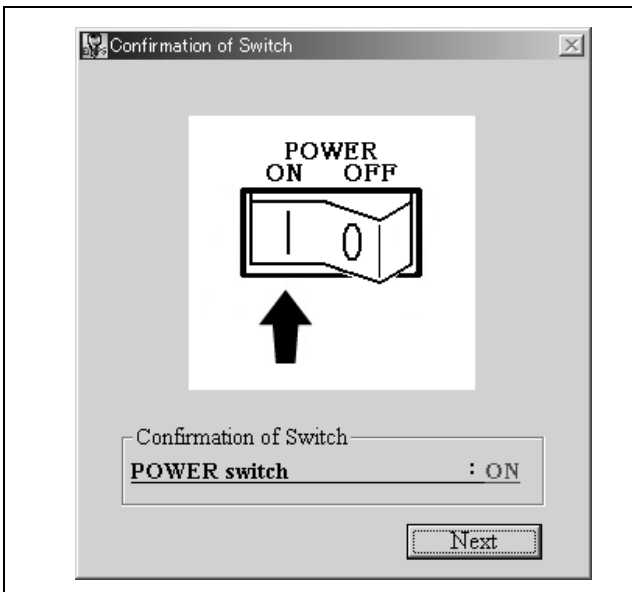 Confirmation of Switch
POWER
ON OFF
| 0
Confirmation of Switch
POWER switch : ON
Next